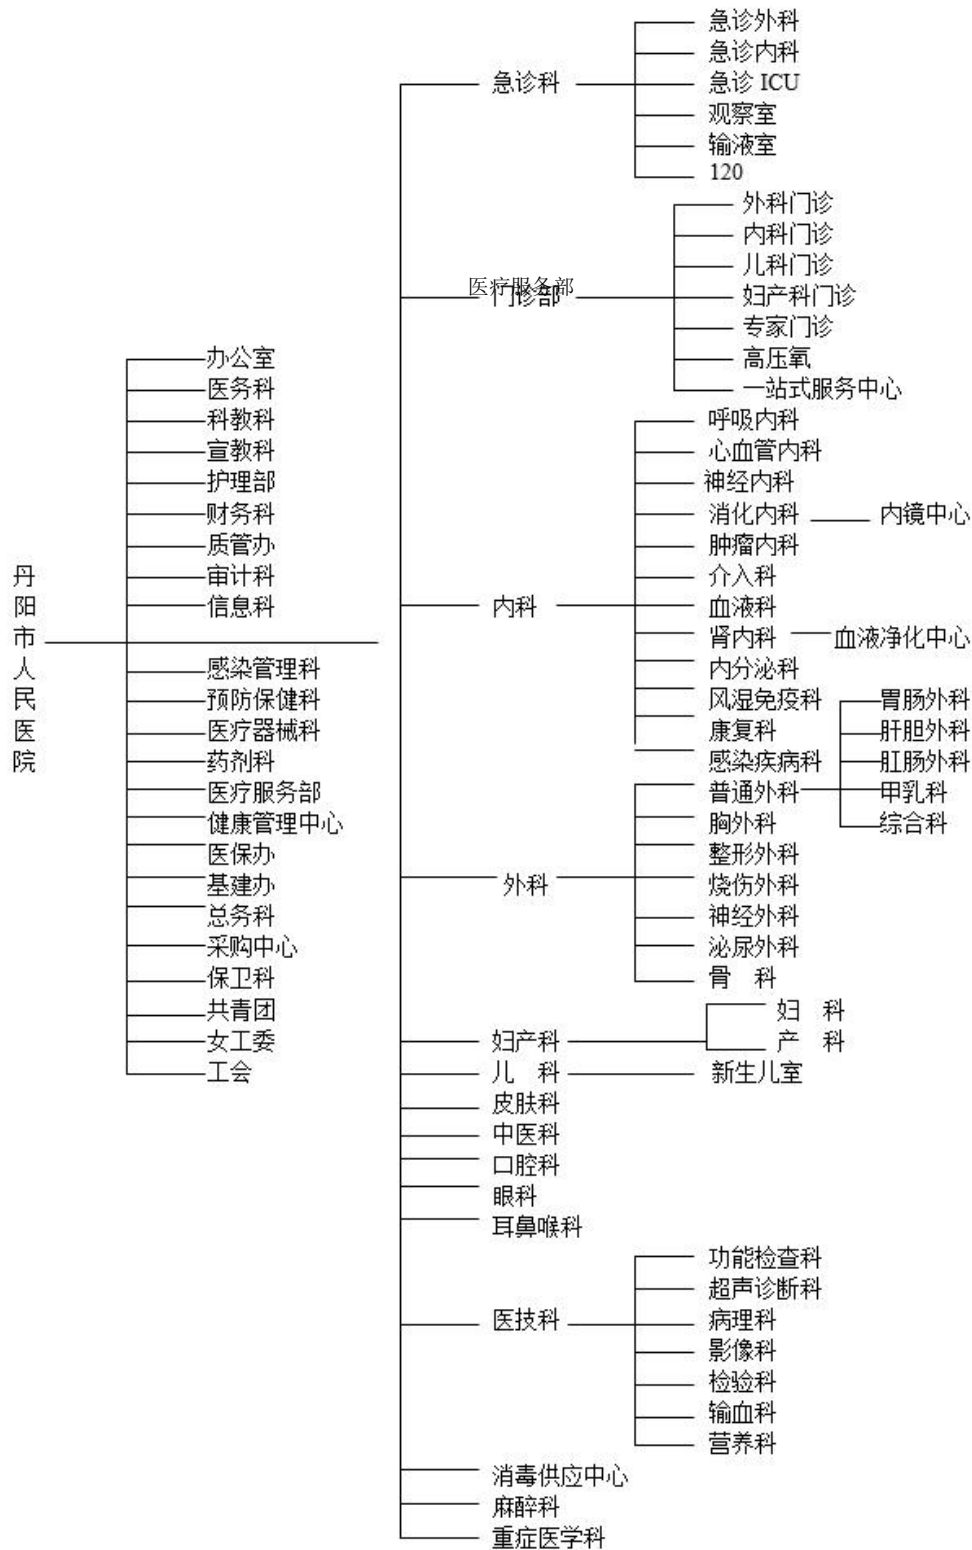 丹阳市人民医院
办公室
医务科
科教科
宣教科
护理部
财务科
质管办
审计科
信息科
感染管理科
预防保健科
医疗器械科
药剂科
医疗服务部
健康管理中心
医保办
基建办
总务科
采购中心
保卫科
共青团
女工委
工会
急诊科
急诊外科
急诊内科
急诊 ICU
观察室
输液室
120
医疗服务部
门诊部
外科门诊
内科门诊
儿科门诊
妇产科门诊
专家门诊
高压氧
一站式服务中心
内科
呼吸内科
心血管内科
神经内科
消化内科
内镜中心
肿瘤内科
介入科
血液科
肾内科
血液净化中心
内分泌科
风湿免疫科
康复科
感染疾病科
外科
普通外科
胃肠外科
肝胆外科
肛肠外科
甲乳科
综合科
胸外科
整形外科
烧伤外科
神经外科
泌尿外科
骨 科
妇产科
妇 科
产 科
儿 科
新生儿室
皮肤科
中医科
口腔科
眼科
耳鼻喉科
医技科
功能检查科
超声诊断科
病理科
影像科
检验科
输血科
营养科
消毒供应中心
麻醉科
重症医学科